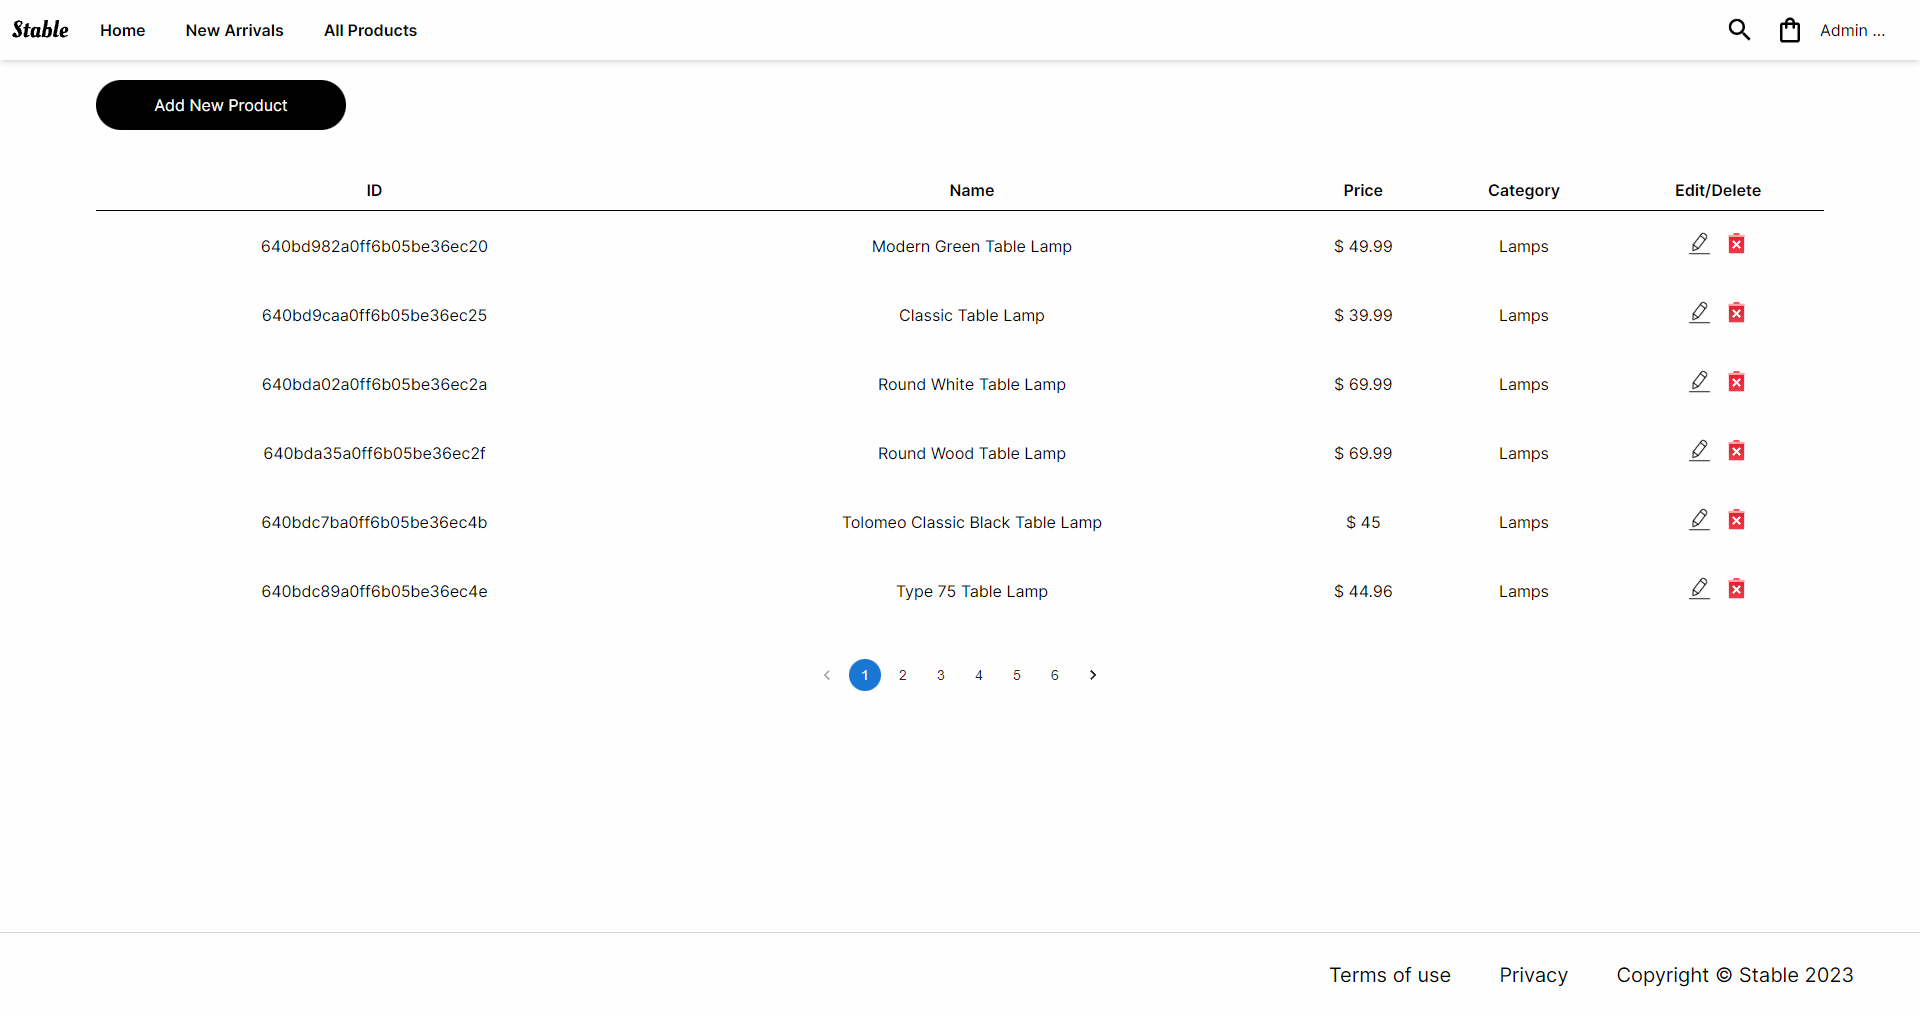 Stable Home New Arrivals All Products Admin ...
Add New Product
ID Name Price Category Edit/Delete
640bd982a0ff6b05be36ec20 Modern Green Table Lamp $ 49.99 Lamps
640bd9caa0ff6b05be36ec25 Classic Table Lamp $ 39.99 Lamps
640bda02a0ff6b05be36ec2a Round White Table Lamp $ 69.99 Lamps
640bda35a0ff6b05be36ec2f Round Wood Table Lamp $ 69.99 Lamps
640bdc7ba0ff6b05be36ec4b Tolomeo Classic Black Table Lamp $ 45 Lamps
640bdc89a0ff6b05be36ec4e Type 75 Table Lamp $ 44.96 Lamps
1 2 3 4 5 6
Terms of use Privacy Copyright © Stable 2023